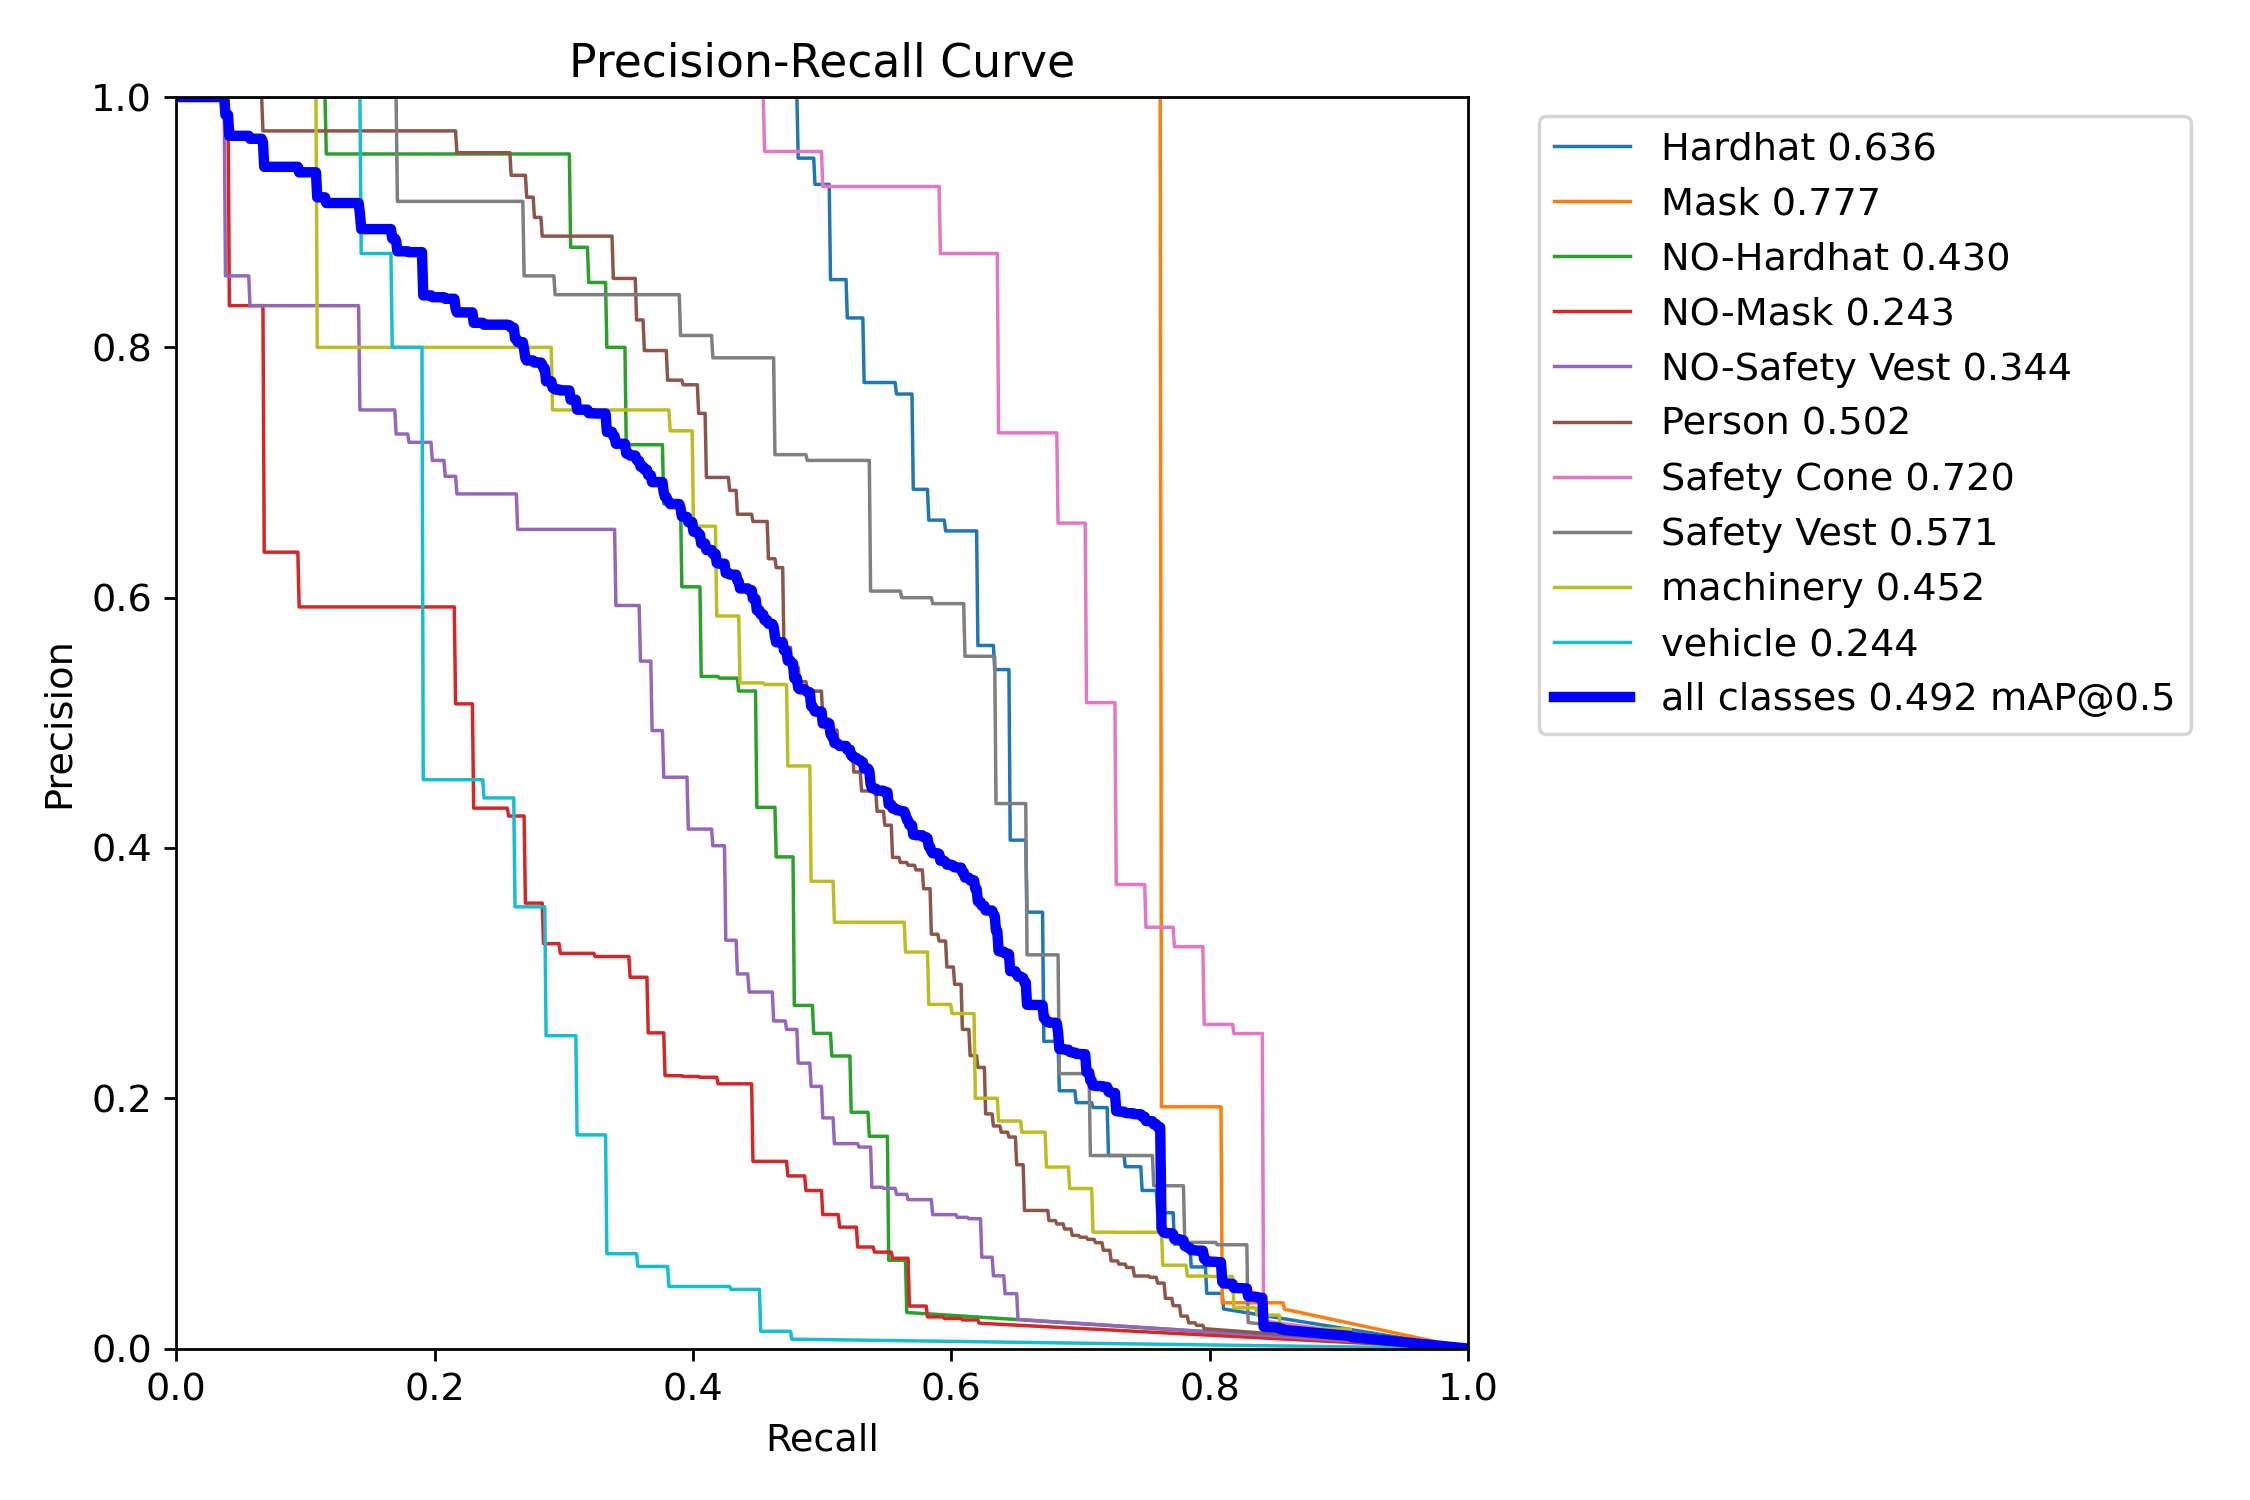 Precision-Recall Curve
1.0
0.8
0.6
0.4
0.2
0.0
Precision
0.0 0.2 0.4 0.6 0.8 1.0
Recall
Hardhat 0.636
Mask 0.777
NO-Hardhat 0.430
NO-Mask 0.243
NO-Safety Vest 0.344
Person 0.502
Safety Cone 0.720
Safety Vest 0.571
machinery 0.452
vehicle 0.244
all classes 0.492 mAP@0.5